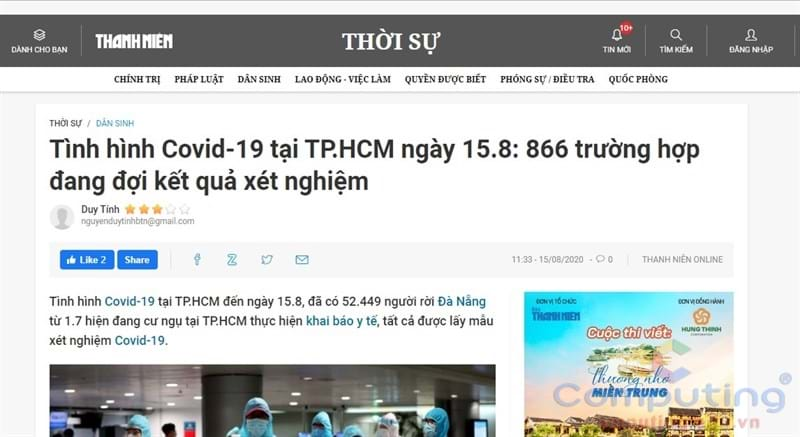 DÀNH CHO BẠN
THANH NIÊN
THỜI SỰ
10+
TIN MỚI
TÌM KIẾM
ĐĂNG NHẬP
CHÍNH TRỊ PHÁP LUẬT DÂN SINH LAO ĐỘNG - VIỆC LÀM QUYỀN ĐƯỢC BIẾT PHÓNG SỰ / ĐIỀU TRA QUỐC PHÒNG
THỜI SỰ / DÂN SINH
Tình hình Covid-19 tại TP.HCM ngày 15.8: 866 trường hợp
đang đợi kết quả xét nghiệm
Duy Tính
nguyenduytinhbtn@gmail.com
Like 2 Share
11:33 - 15/08/2020 - 0 THANH NIÊN ONLINE
Tình hình Covid-19 tại TP.HCM đến ngày 15.8, đã có 52.449 người rời Đà Nẵng
từ 1.7 hiện đang cư ngụ tại TP.HCM thực hiện khai báo y tế, tất cả được lấy mẫu
xét nghiệm Covid-19.
ĐƠN VỊ TỔ CHỨC
THANH NIÊN
ĐƠN VỊ ĐỒNG HÀNH
HUNG THINH
CORPORATION
Cuộc thi viết:
thương nhớ
MIỀN TRUNG
Computing